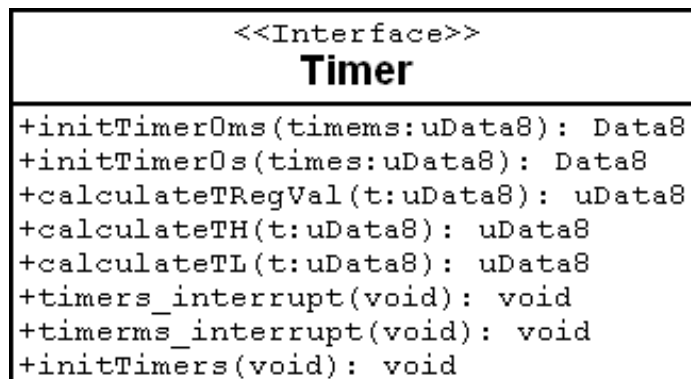 <<Interface>>
Timer
+initTimer0ms(timems:uData8): Data8
+initTimer0s(times:uData8): Data8
+calculateTRegVal(t:uData8): uData8
+calculateTH(t:uData8): uData8
+calculateTL(t:uData8): uData8
+timers_interrupt(void): void
+timerms_interrupt(void): void
+initTimers(void): void